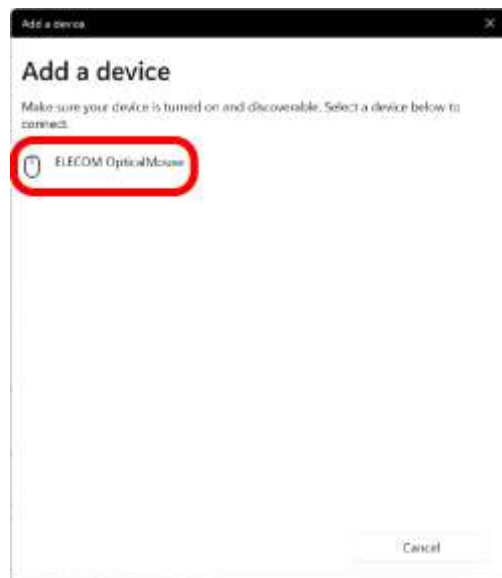 Add a device
Add a device
Make sure your device is turned on and discoverable. Select a device below to
connect.
ELECOM OpticalMouse
Cancel